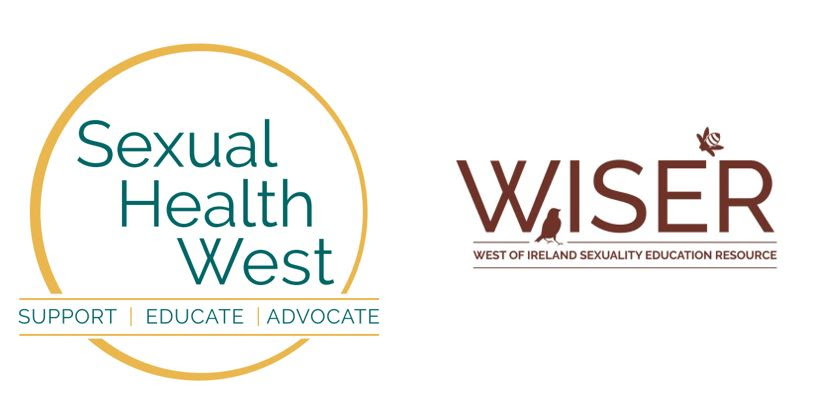 Sexual
Health
West
SUPPORT | EDUCATE | ADVOCATE
WISER
WEST OF IRELAND SEXUALITY EDUCATION RESOURCE